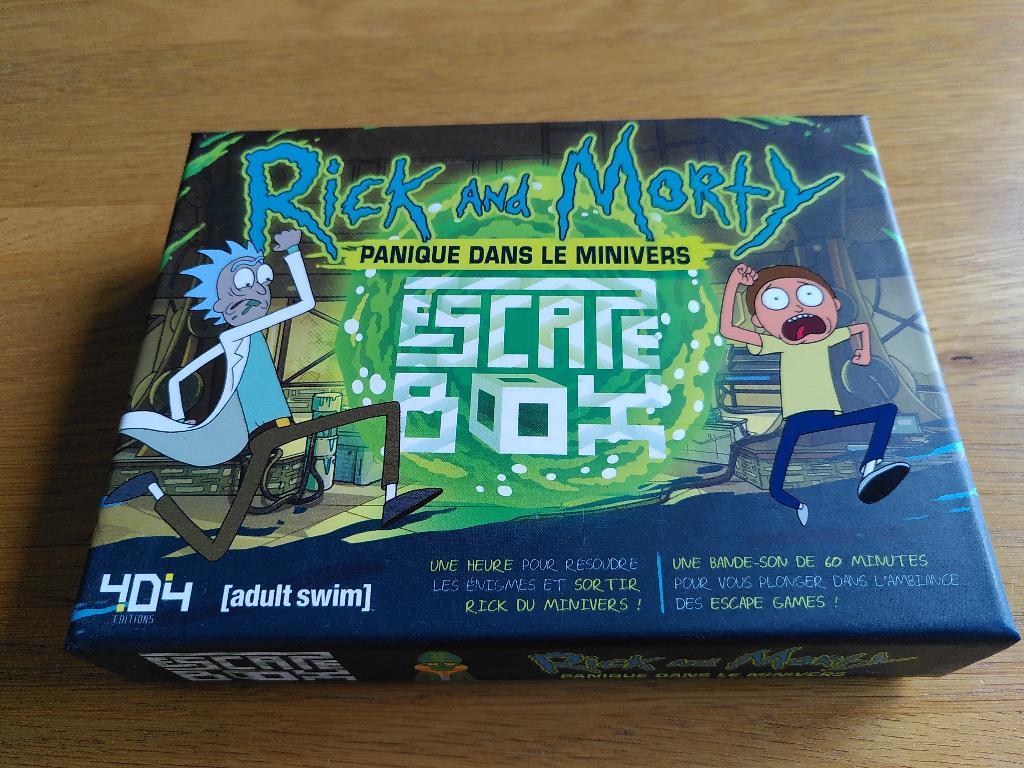 RICK AND MORTY
PANIQUE DANS LE MINIVERS
ESCAPE
BOX
UNE HEURE POUR RÉSOUDRE
LES ÉNIGMES ET SORTIR
RICK DU MINIVERS !
UNE BANDE-SON DE 60 MINUTES
POUR VOUS PLONGER DANS L'AMBIANCE
DES ESCAPE GAMES !
404
ÉDITIONS
[adult swim]
ESCAPE
BOX
RICK AND MORTY
PANIQUE DANS LE MINIVERS